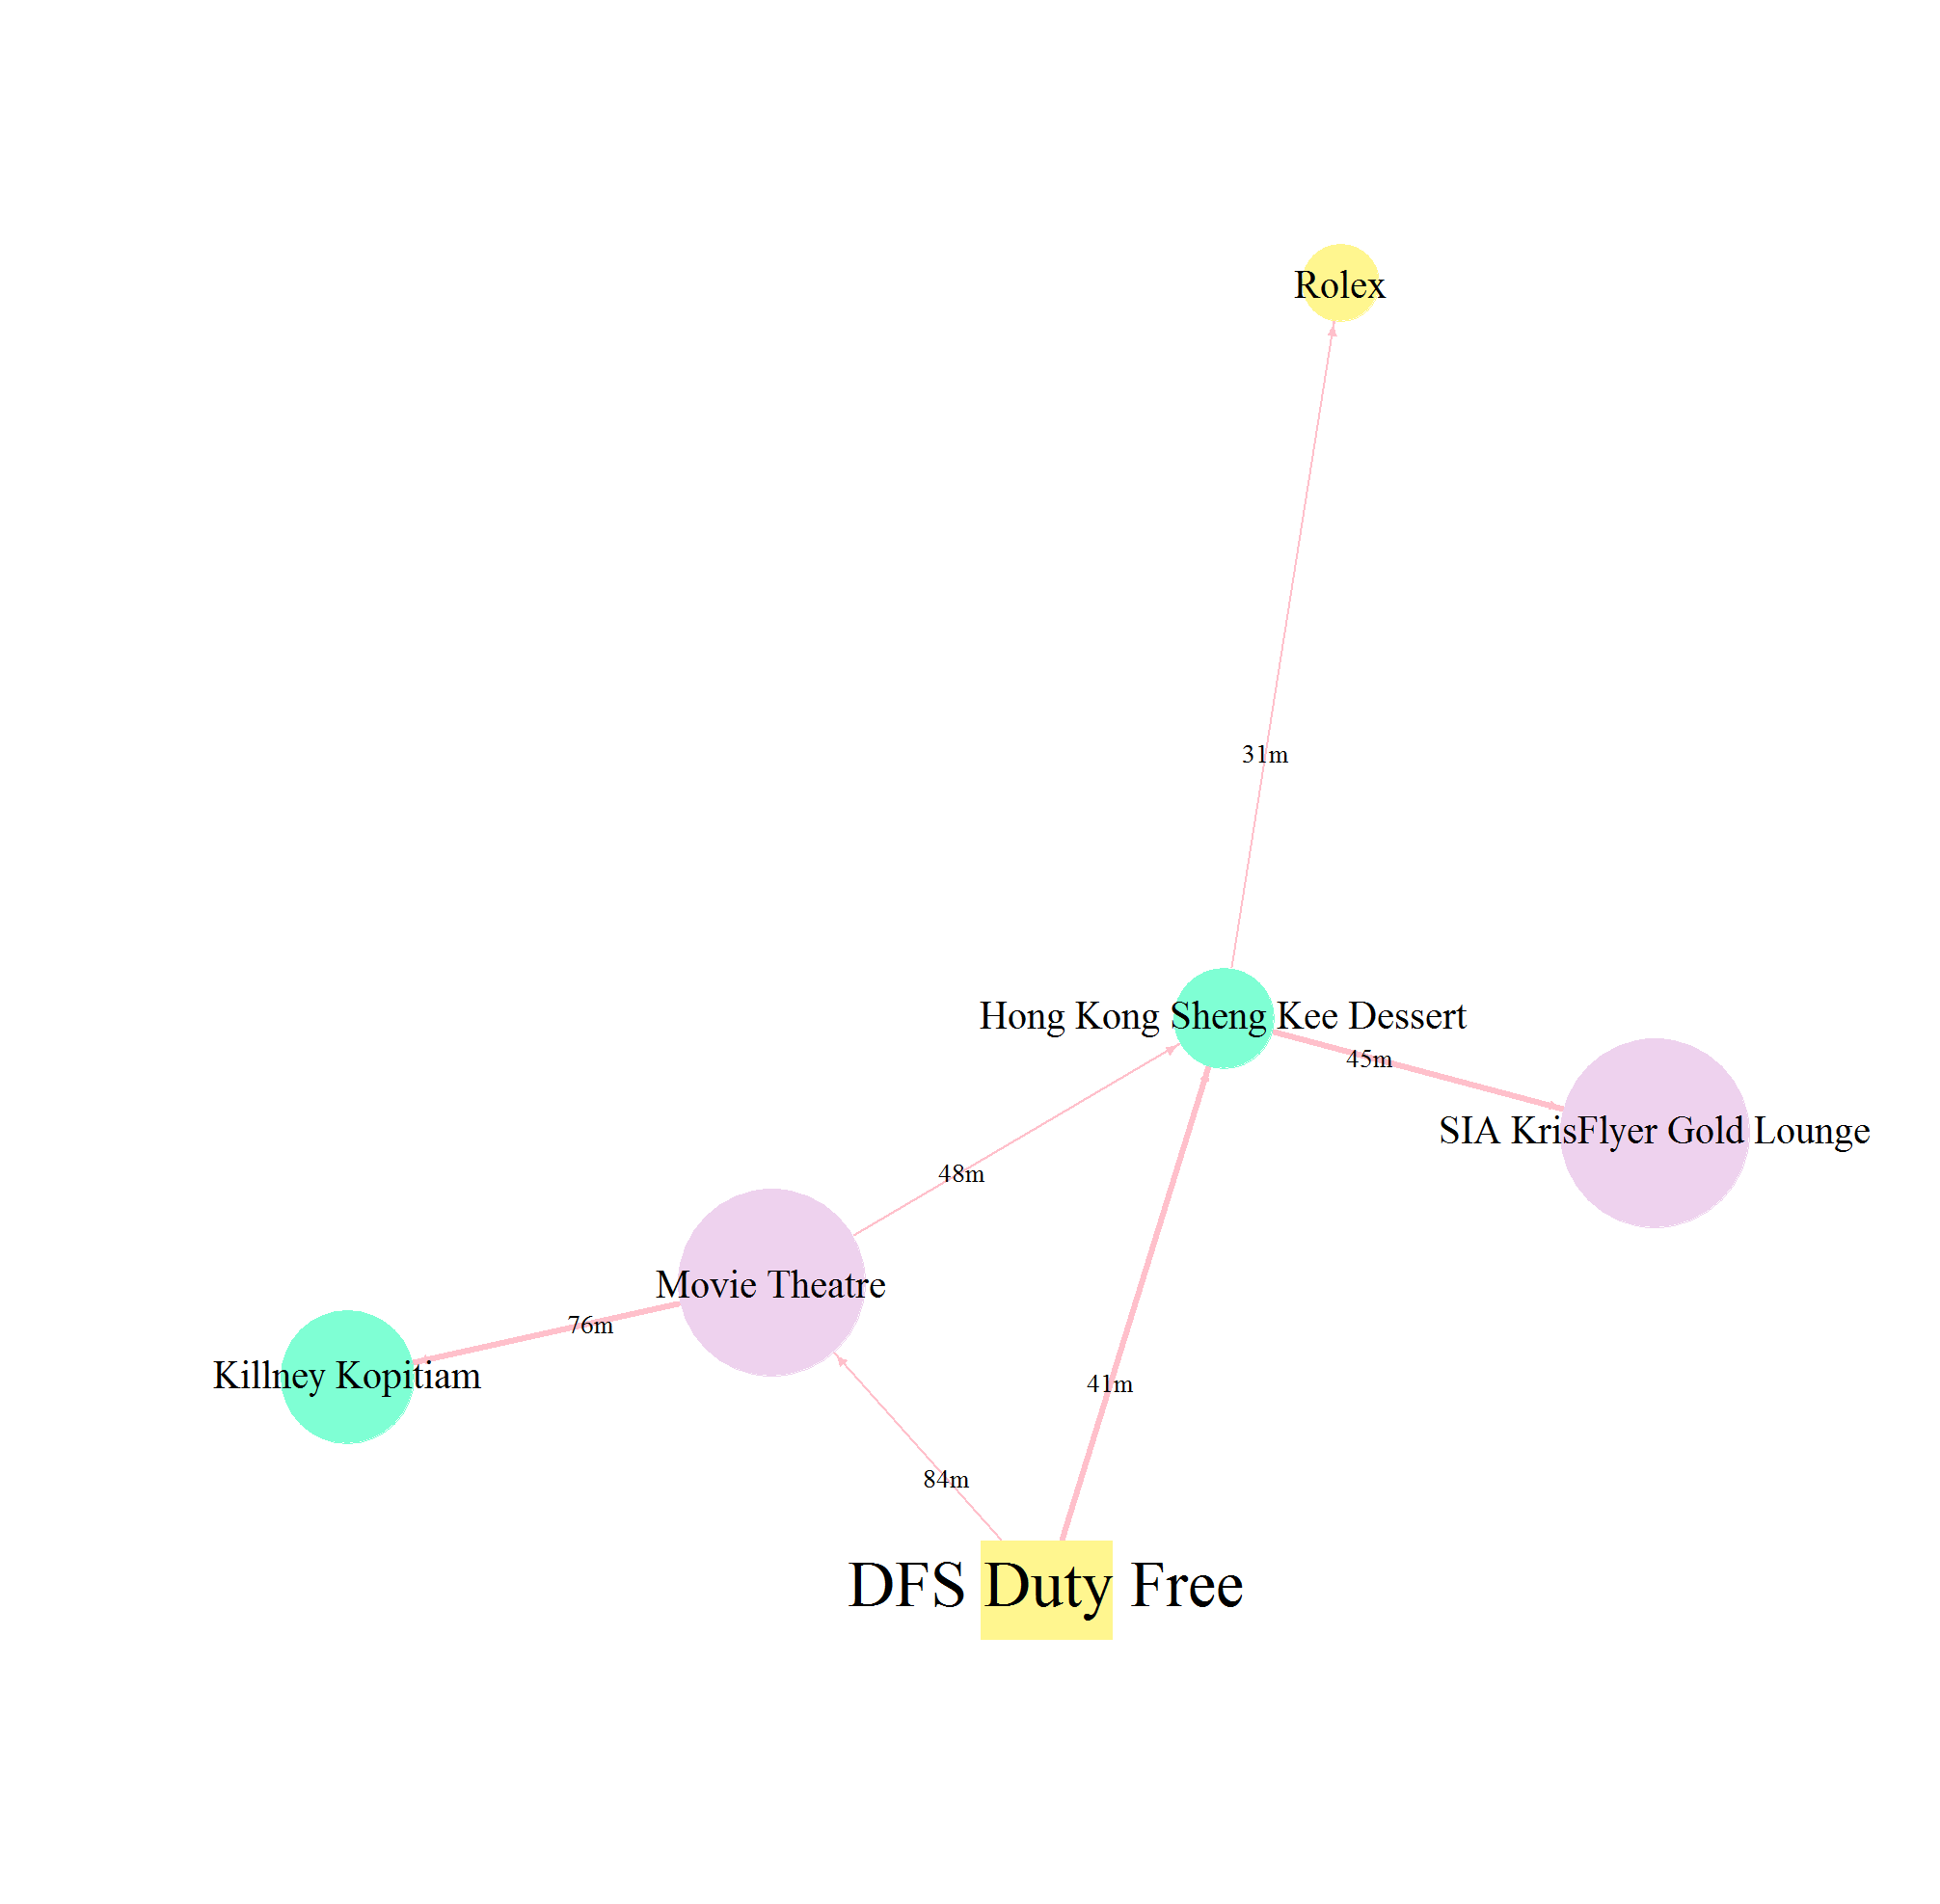 Rolex
31m
Hong Kong Sheng Kee Dessert
45m
SIA KrisFlyer Gold Lounge
48m
Movie Theatre
76m
Killney Kopitiam
41m
84m
DFS Duty Free